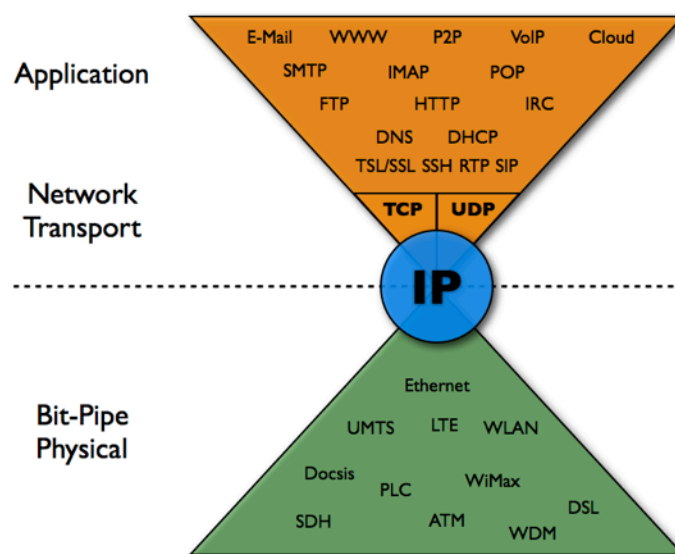 E-Mail WWW P2P VoIP Cloud
Application
SMTP IMAP POP
FTP HTTP IRC
DNS DHCP
TSL/SSL SSH RTP SIP
Network
Transport
TCP UDP
IP
Bit-Pipe
Physical
Ethernet
UMTS LTE WLAN
Docsis PLC WiMax
SDH ATM WDM DSL